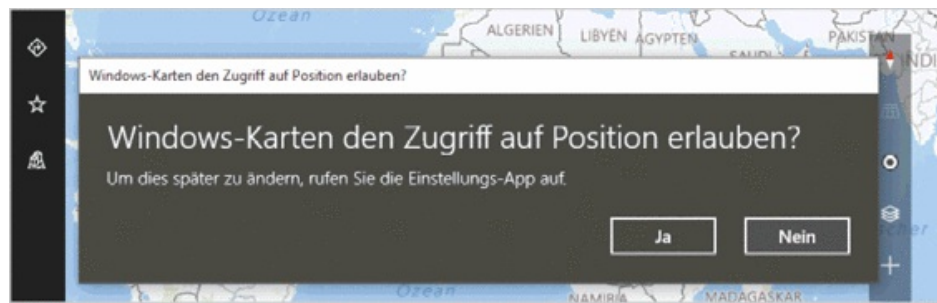 Ozean
ALGERIEN
LIBYEN
ÄGYPTEN
PAKISTAN
Windows-Karten den Zugriff auf Position erlauben?
Windows-Karten den Zugriff auf Position erlauben?
Um dies später zu ändern, rufen Sie die Einstellungs-App auf.
Ja
Nein
Ozean
NAMIBIA
MADAGASKAR